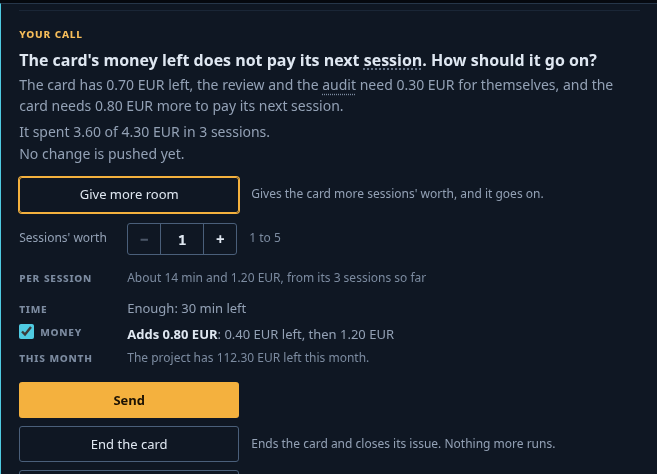 YOUR CALL
The card's money left does not pay its next session. How should it go on?
The card has 0.70 EUR left, the review and the audit need 0.30 EUR for themselves, and the
card needs 0.80 EUR more to pay its next session.
It spent 3.60 of 4.30 EUR in 3 sessions.
No change is pushed yet.
Give more room
Gives the card more sessions' worth, and it goes on.
Sessions' worth
− 1 +
1 to 5
PER SESSION
About 14 min and 1.20 EUR, from its 3 sessions so far
TIME
Enough: 30 min left
MONEY
Adds 0.80 EUR: 0.40 EUR left, then 1.20 EUR
THIS MONTH
The project has 112.30 EUR left this month.
Send
End the card
Ends the card and closes its issue. Nothing more runs.